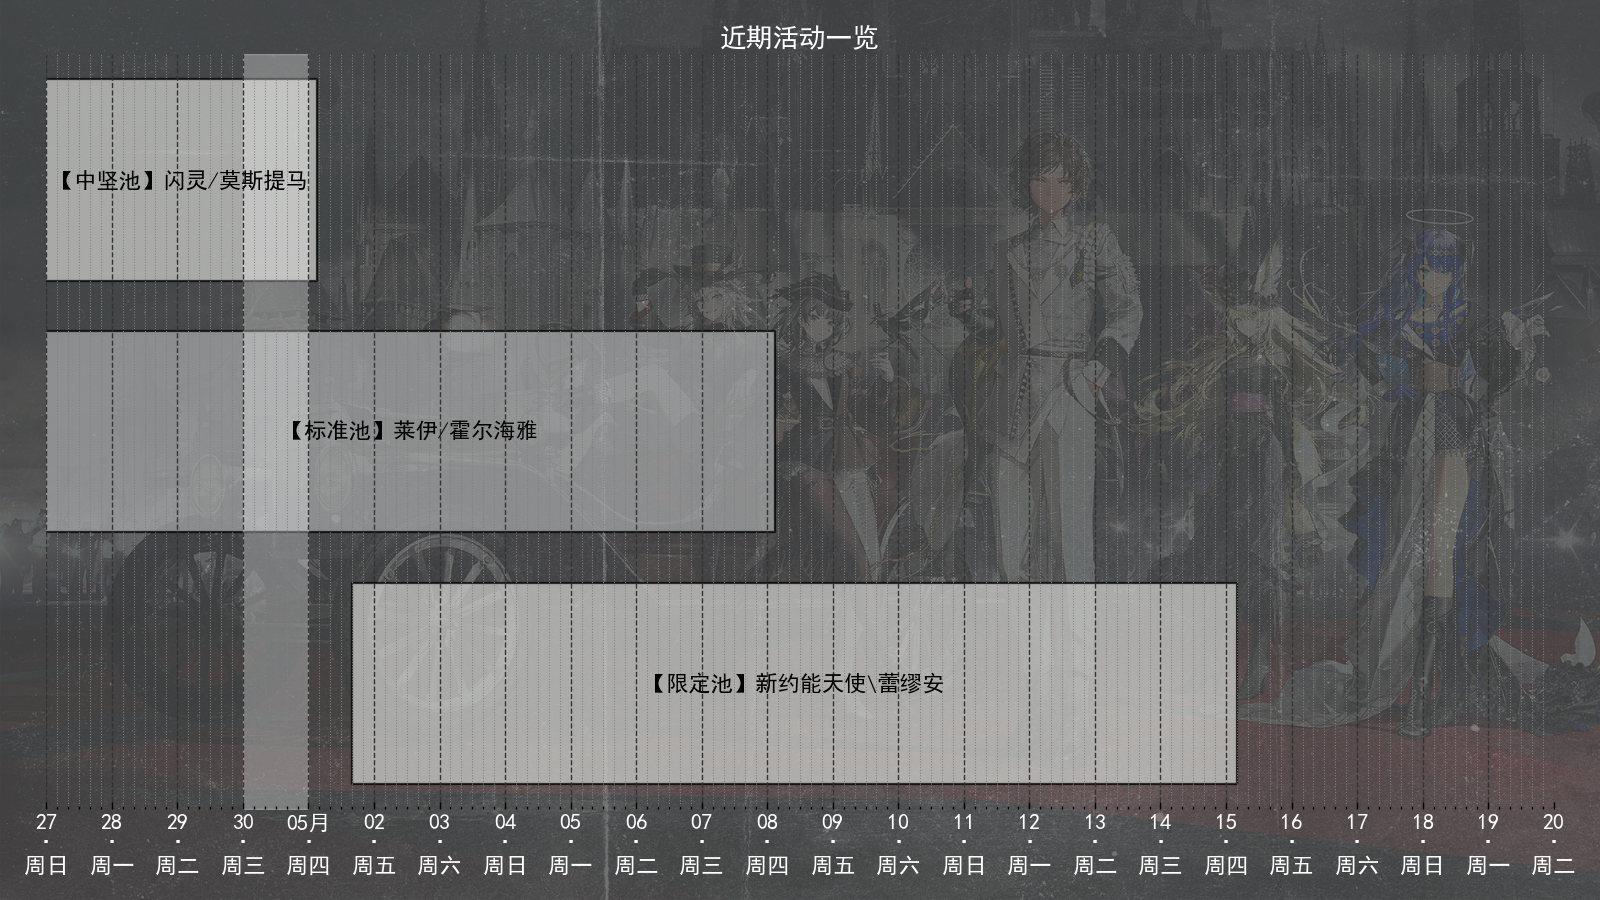 近期活动一览
【中坚池】闪灵/莫斯提马
【标准池】莱伊/霍尔海雅
【限定池】新约能天使\蕾缪安
27 28 29 30 05月 02 03 04 05 06 07 08 09 10 11 12 13 14 15 16 17 18 19 20
周日 周一 周二 周三 周四 周五 周六 周日 周一 周二 周三 周四 周五 周六 周日 周一 周二 周三 周四 周五 周六 周日 周一 周二